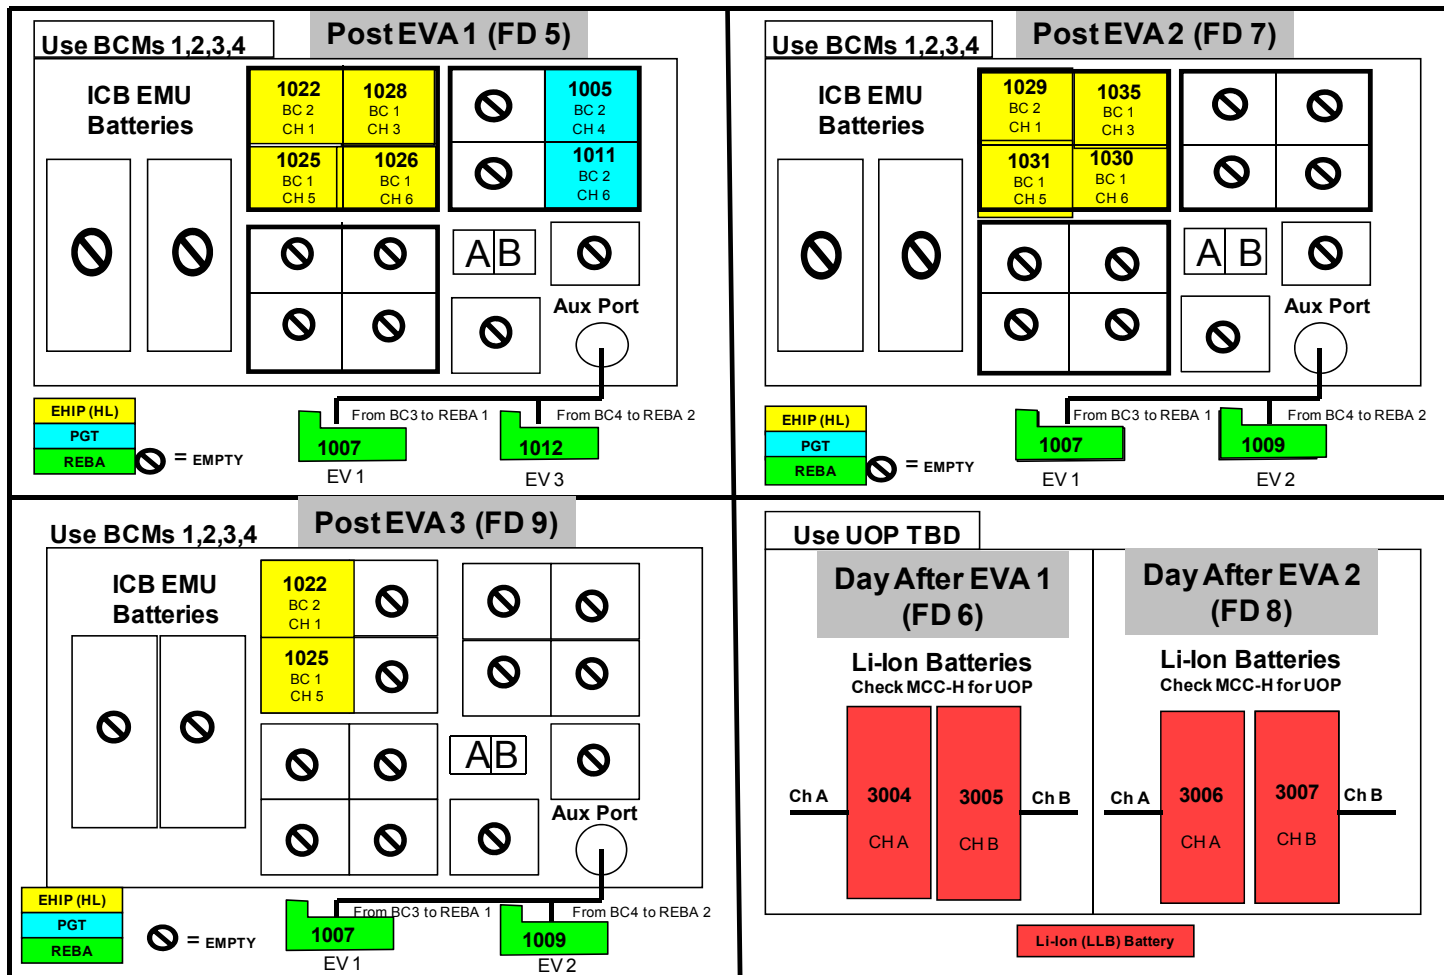 Use BCMs 1,2,3,4
Post EVA 1 (FD 5)
ICB EMU
Batteries
1022
BC 2
CH 1
1028
BC 1
CH 3
1025
BC 1
CH 5
1026
BC 1
CH 6
1005
BC 2
CH 4
1011
BC 2
CH 6
A B
Aux Port
From BC3 to REBA 1
From BC4 to REBA 2
EHIP (HL)
PGT
REBA
= EMPTY
1007
EV 1
1012
EV 3
Use BCMs 1,2,3,4
Post EVA 2 (FD 7)
ICB EMU
Batteries
1029
BC 2
CH 1
1035
BC 1
CH 3
1031
BC 1
CH 5
1030
BC 1
CH 6
A B
Aux Port
From BC3 to REBA 1
From BC4 to REBA 2
EHIP (HL)
PGT
REBA
= EMPTY
1007
EV 1
1009
EV 2
Use BCMs 1,2,3,4
Post EVA 3 (FD 9)
ICB EMU
Batteries
1022
BC 2
CH 1
1025
BC 1
CH 5
A B
Aux Port
From BC3 to REBA 1
From BC4 to REBA 2
EHIP (HL)
PGT
REBA
= EMPTY
1007
EV 1
1009
EV 2
Use UOP TBD
Day After EVA 1
(FD 6)
Li-Ion Batteries
Check MCC-H for UOP
Ch A
3004
CH A
3005
CH B
Ch B
Day After EVA 2
(FD 8)
Li-Ion Batteries
Check MCC-H for UOP
Ch A
3006
CH A
3007
CH B
Ch B
Li-Ion (LLB) Battery